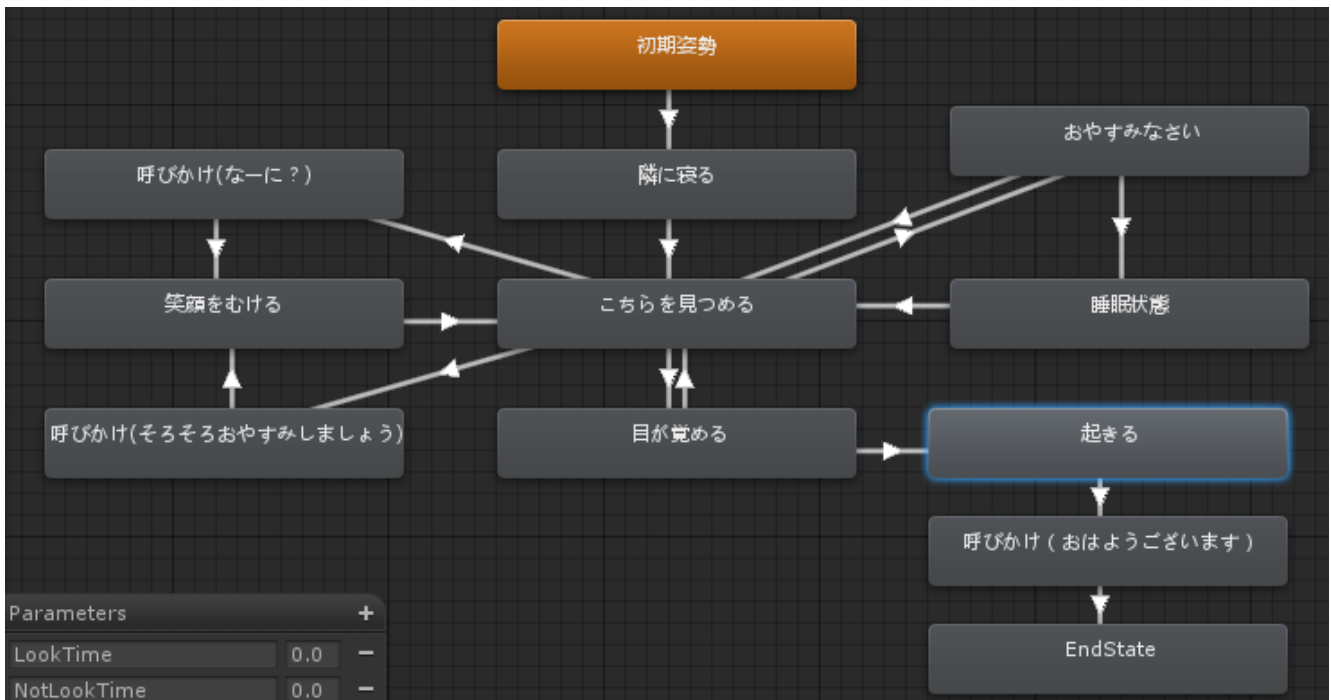 初期姿勢
おやすみなさい
呼びかけ(なーに？)
隣に寝る
笑顔をむける
こちらを見つめる
睡眠状態
呼びかけ(そろそろおやすみしましょう)
目が覚める
起きる
呼びかけ（おはようございます）
EndState
Parameters +
LookTime 0.0 −
NotLookTime 0.0 −